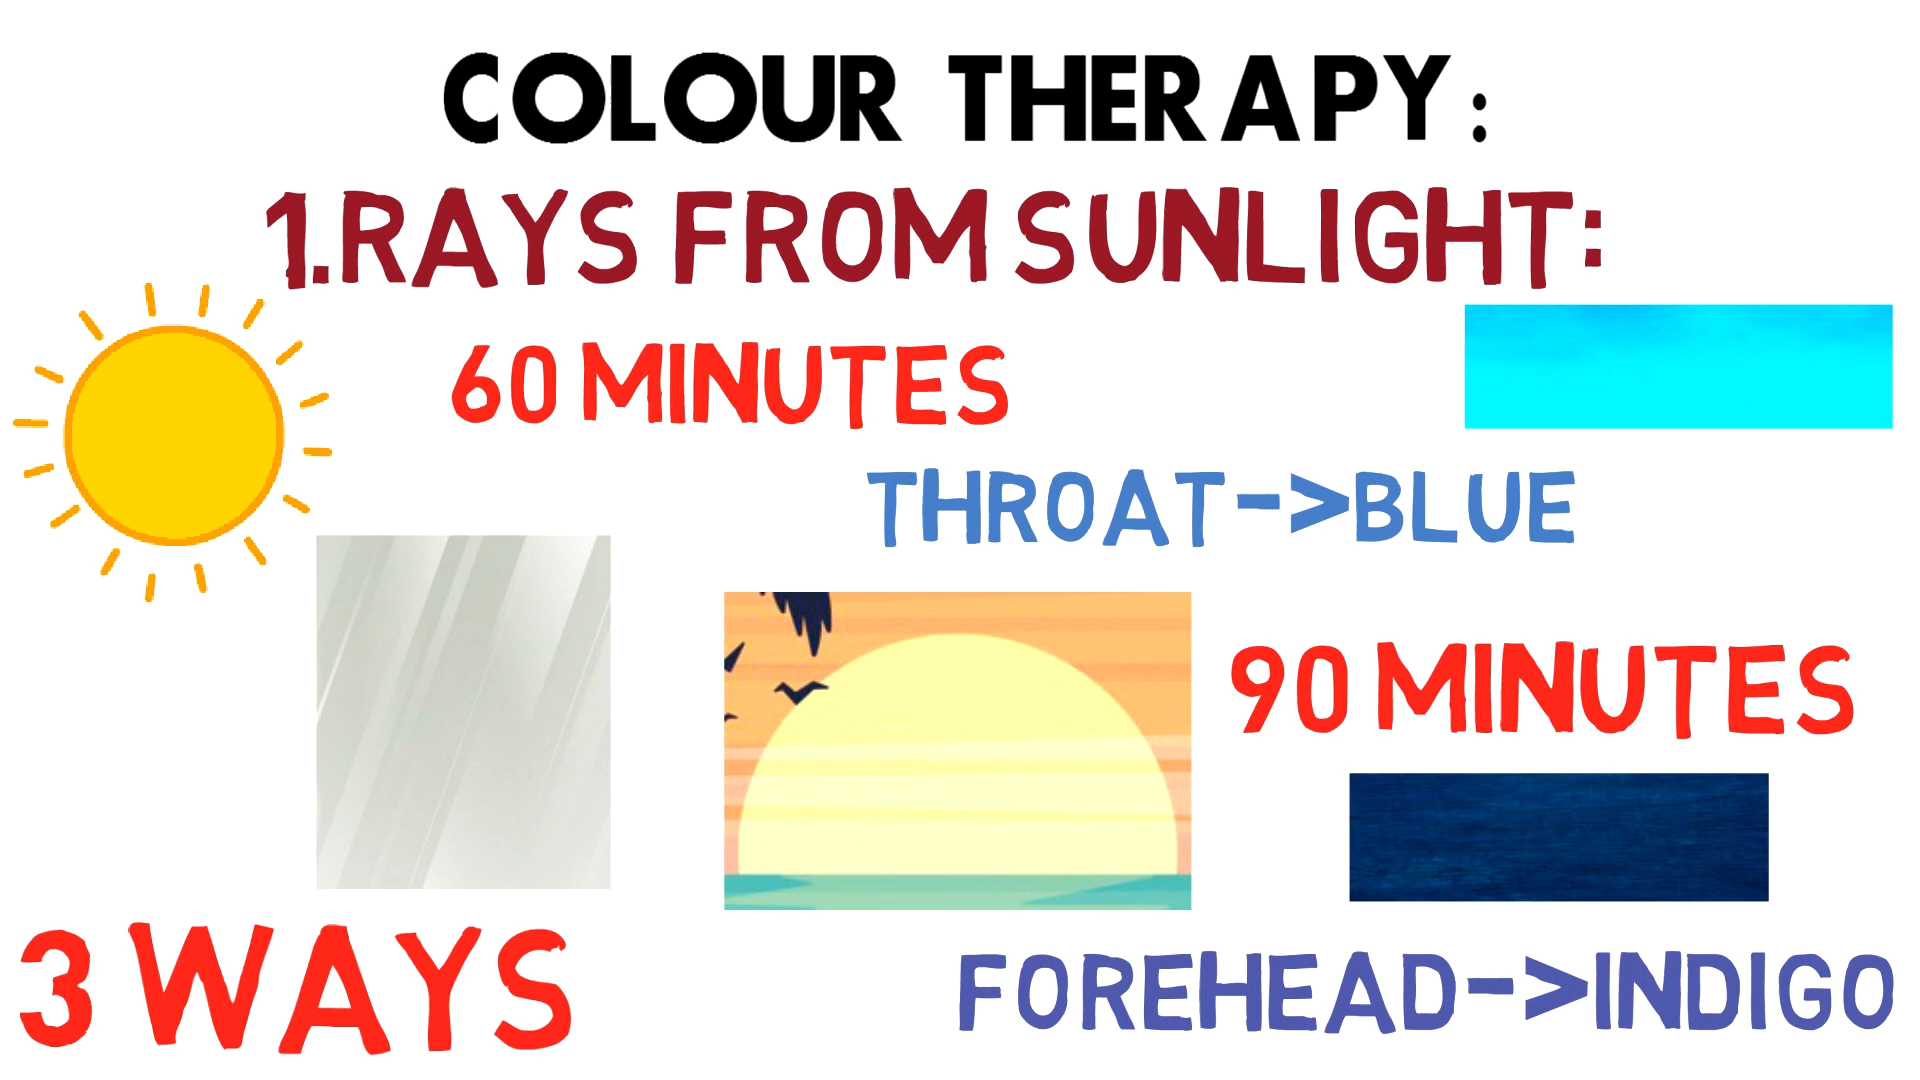 COLOUR THERAPY:
1.RAYS FROM SUNLIGHT:
60 MINUTES
THROAT->BLUE
90 MINUTES
3 WAYS
FOREHEAD->INDIGO